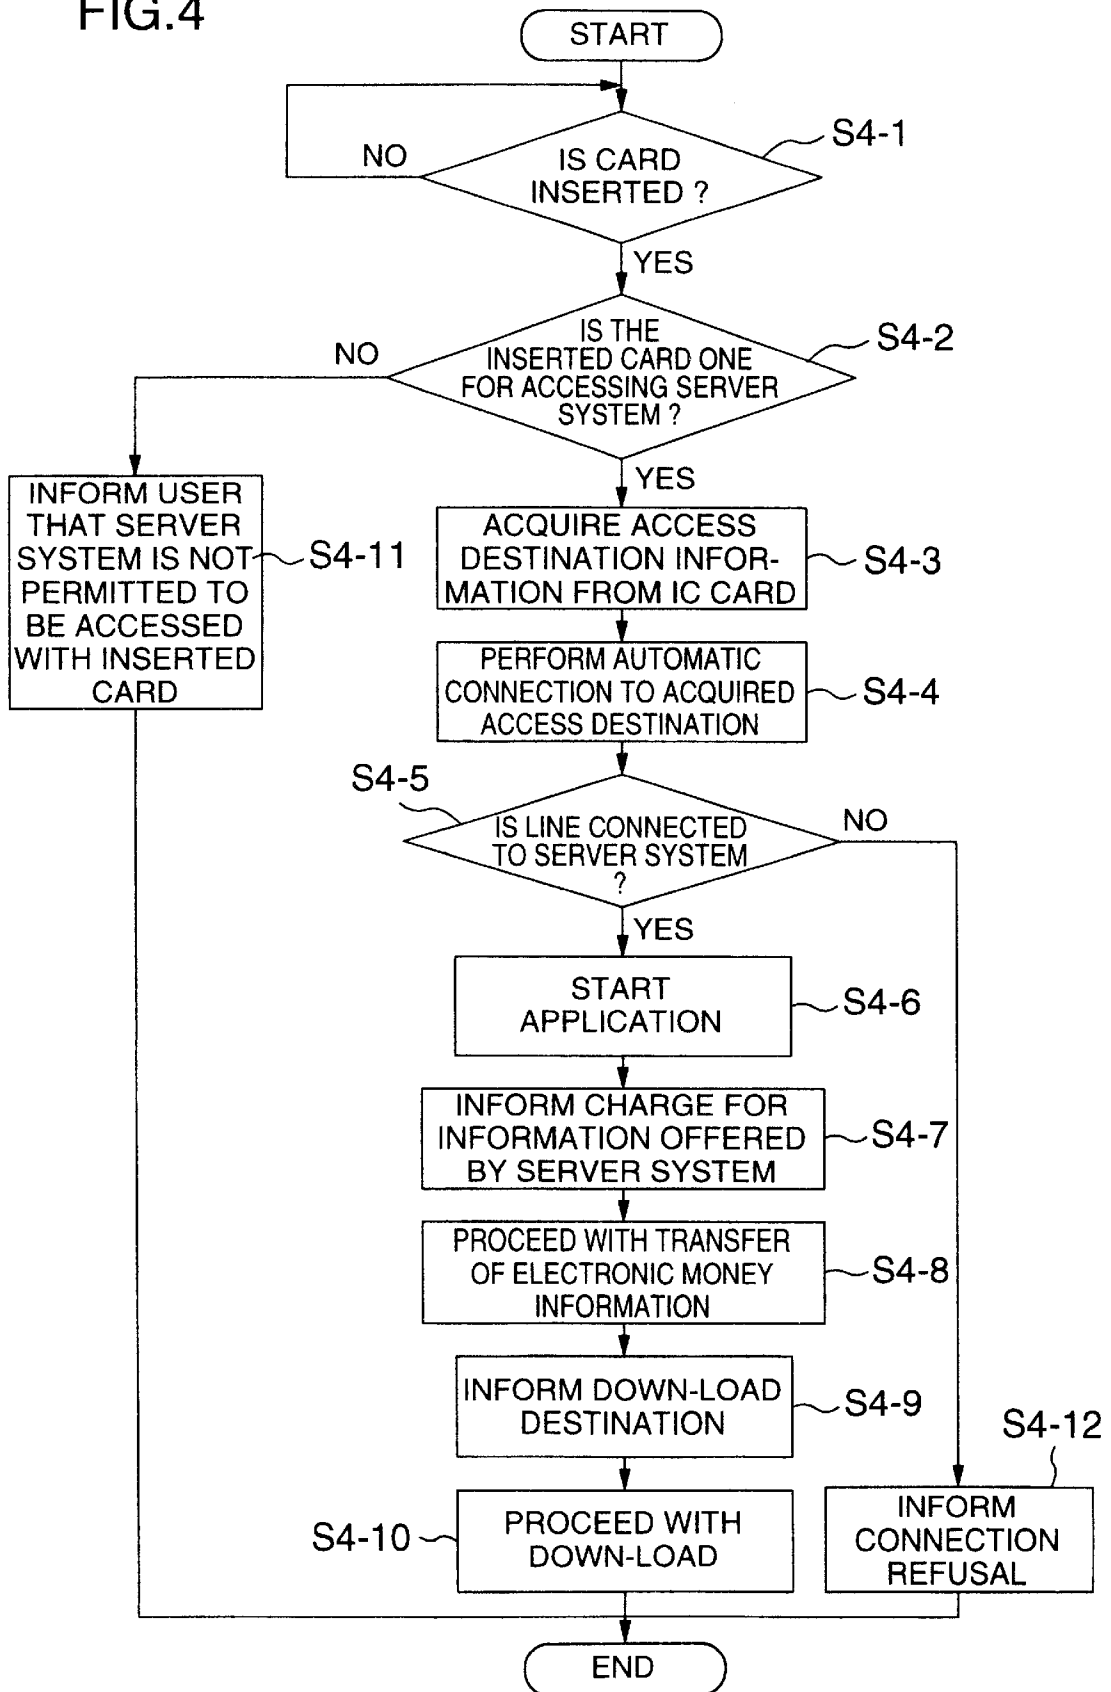 FIG.4
START
IS CARD
INSERTED ?
S4-1
NO
YES
IS THE
INSERTED CARD ONE
FOR ACCESSING SERVER
SYSTEM ?
S4-2
NO
YES
INFORM USER
THAT SERVER
SYSTEM IS NOT
PERMITTED TO
BE ACCESSED
WITH INSERTED
CARD
S4-11
ACQUIRE ACCESS
DESTINATION INFOR-
MATION FROM IC CARD
S4-3
PERFORM AUTOMATIC
CONNECTION TO ACQUIRED
ACCESS DESTINATION
S4-4
S4-5
IS LINE CONNECTED
TO SERVER SYSTEM
?
NO
YES
START
APPLICATION
S4-6
INFORM CHARGE FOR
INFORMATION OFFERED
BY SERVER SYSTEM
S4-7
PROCEED WITH TRANSFER
OF ELECTRONIC MONEY
INFORMATION
S4-8
INFORM DOWN-LOAD
DESTINATION
S4-9
S4-10
PROCEED WITH
DOWN-LOAD
S4-12
INFORM
CONNECTION
REFUSAL
END